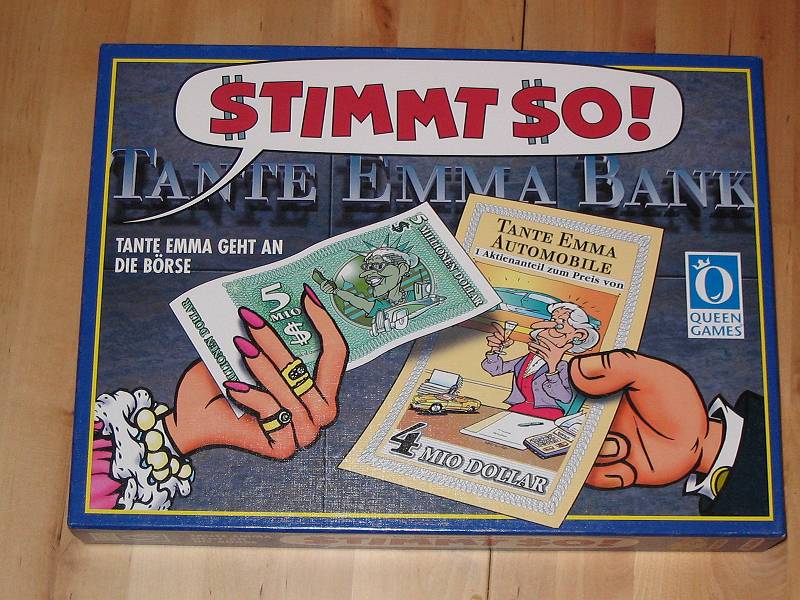 $TIMMT $O!
TANTE EMMA BANK
TANTE EMMA GEHT AN
DIE BÖRSE
5 MILLIONEN DOLLAR
5
MIO
$
TANTE EMMA
AUTOMOBILE
1 Aktienanteil zum Preis von
4 MIO DOLLAR
QUEEN
GAMES
STIMMT $O!